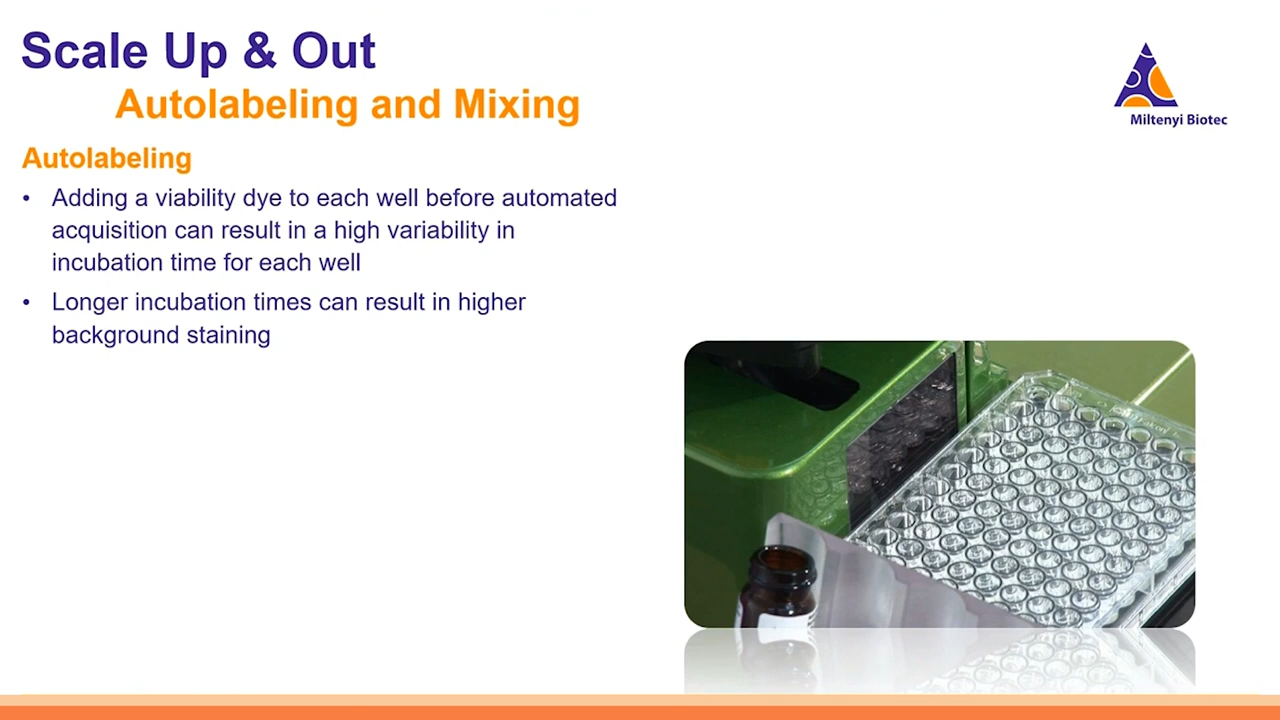 Scale Up & Out
Autolabeling and Mixing
Miltenyi Biotec
Autolabeling
• Adding a viability dye to each well before automated
acquisition can result in a high variability in
incubation time for each well
• Longer incubation times can result in higher
background staining